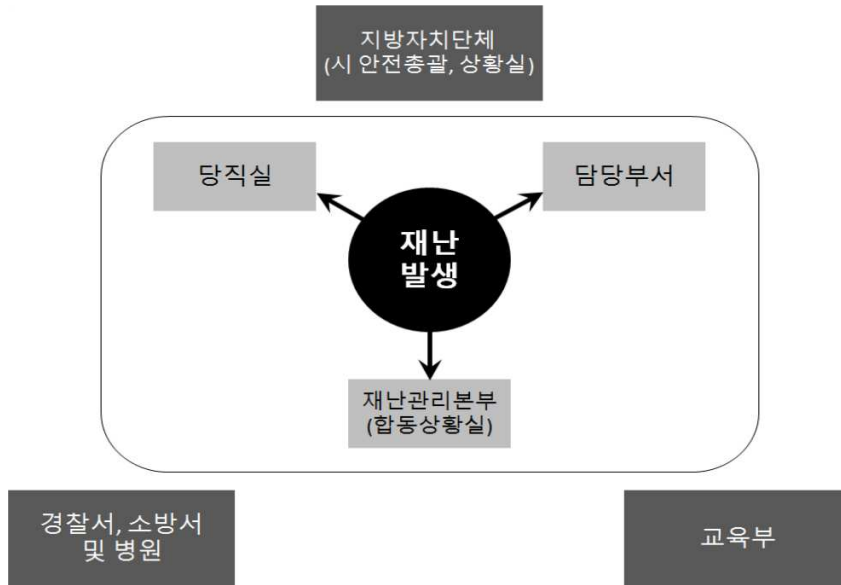 지방자치단체
(시 안전총괄, 상황실)
당직실
담당부서
재난
발생
재난관리본부
(합동상황실)
경찰서, 소방서
및 병원
교육부